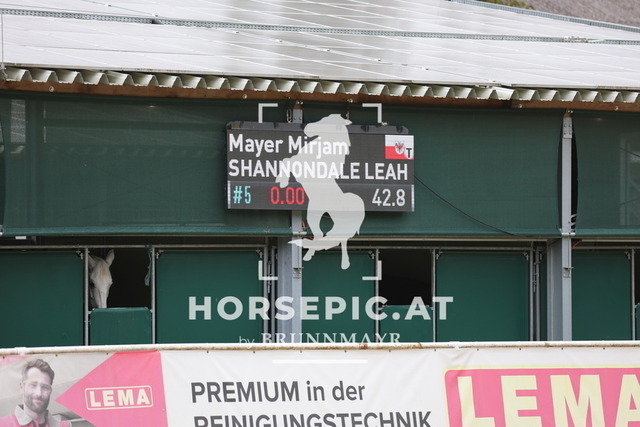 Mayer Mirjam
T
SHANNONDALE LEAH
#5 0.00 42.8
HORSEPIC.AT
by BRUNNMAYR
LEMA
PREMIUM in der
REINIGUNGSTECHNIK
LEMA